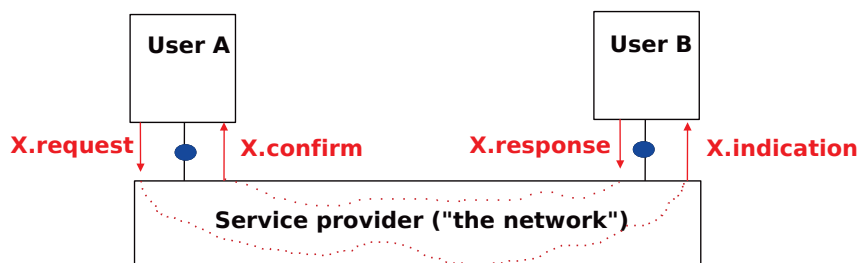 User A
User B
X.request
X.confirm
X.response
X.indication
Service provider ("the network")